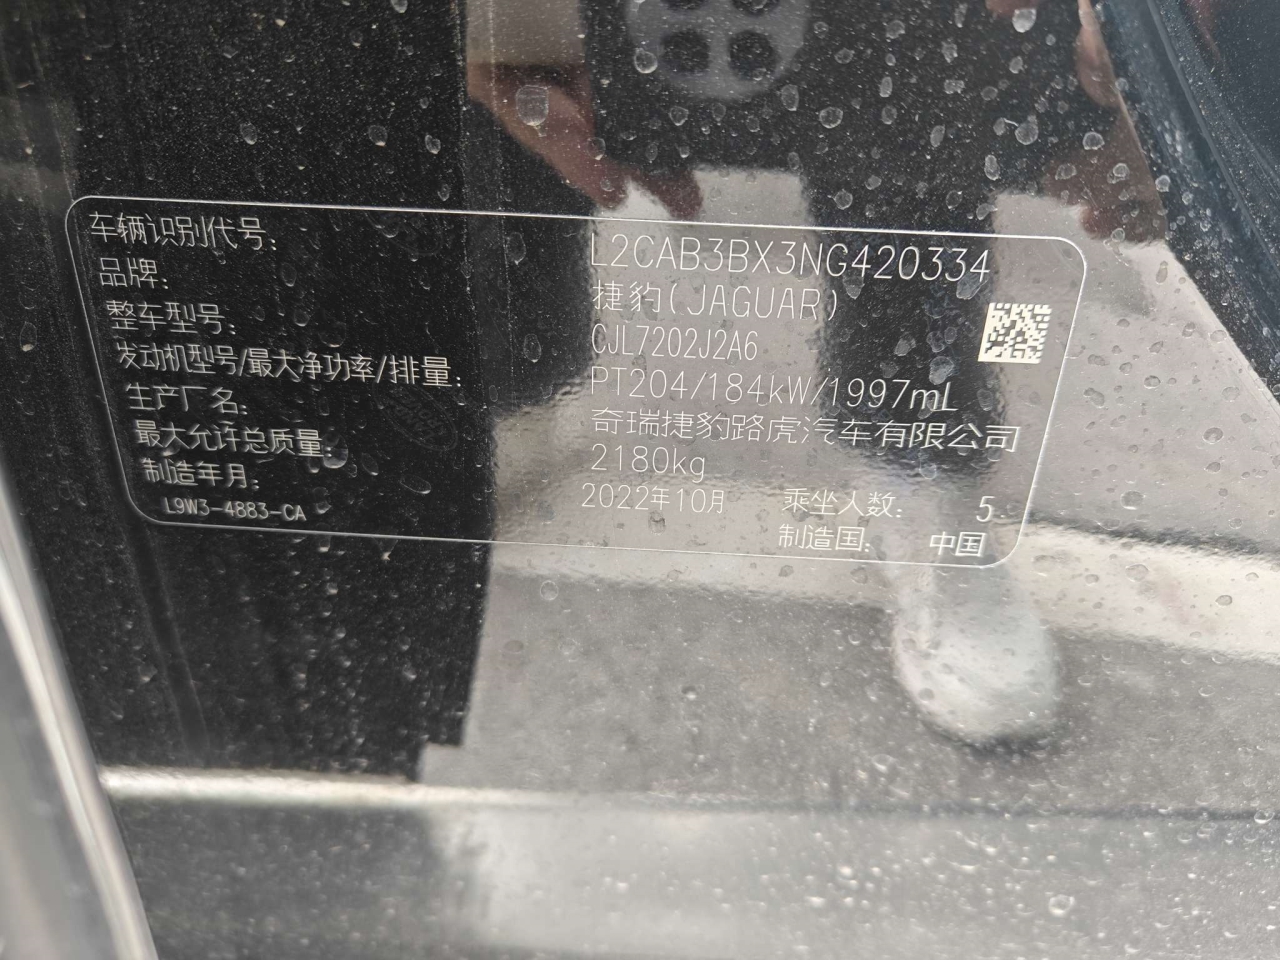 车辆识别代号: L2CAB3BX3NG420334
品牌: 捷豹(JAGUAR)
整车型号: CJL7202J2A6
发动机型号/最大净功率/排量: PT204/184kW/1997mL
生产厂名: 奇瑞捷豹路虎汽车有限公司
最大允许总质量: 2180kg
制造年月: 2022年10月 乘坐人数: 5
L9W3-4883-CA 制造国: 中国